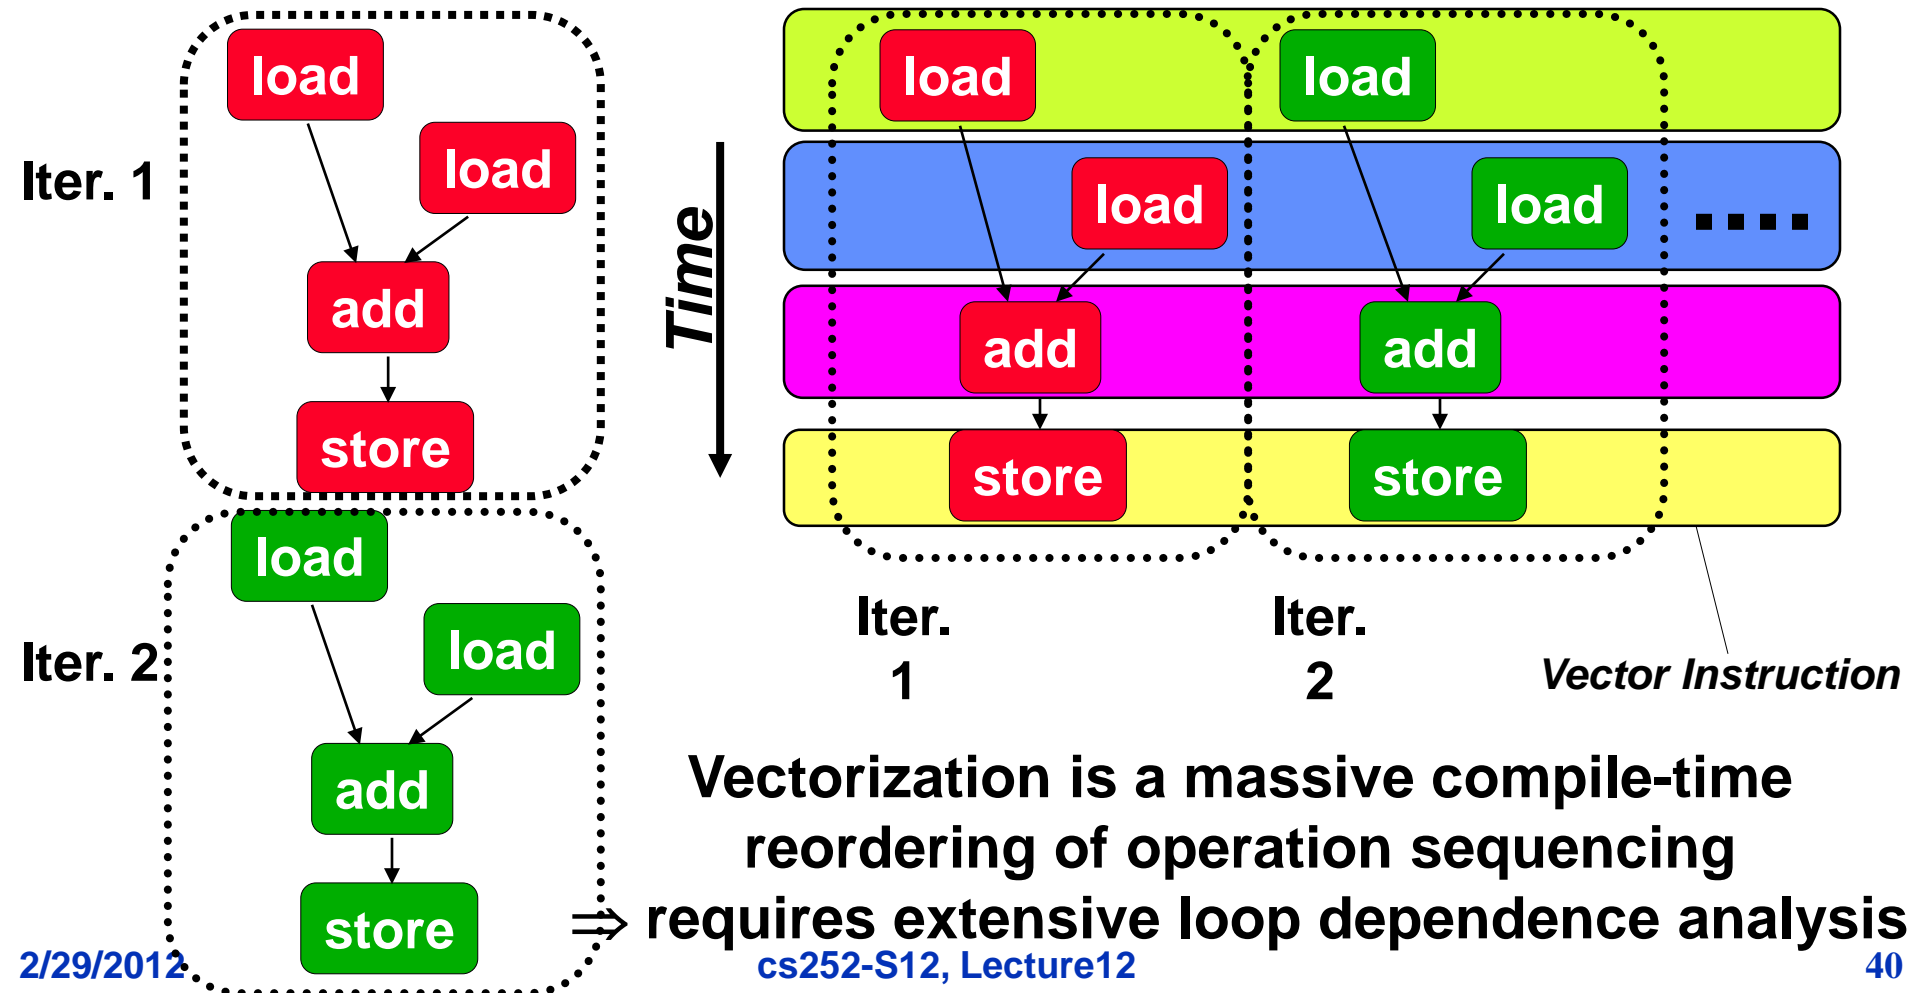 load
load
Iter. 1
add
store
load
load
Iter. 2
add
store
Time
load
load
load
load
....
add
add
store
store
Iter.
1
Iter.
2
Vector Instruction
Vectorization is a massive compile-time
reordering of operation sequencing
⇒ requires extensive loop dependence analysis
2/29/2012
cs252-S12, Lecture12
40